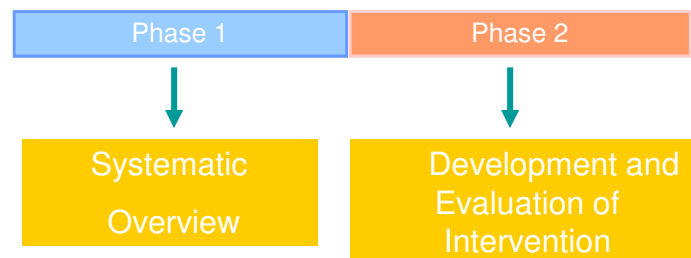 Phase 1
Phase 2
Systematic
Overview
Development and
Evaluation of
Intervention